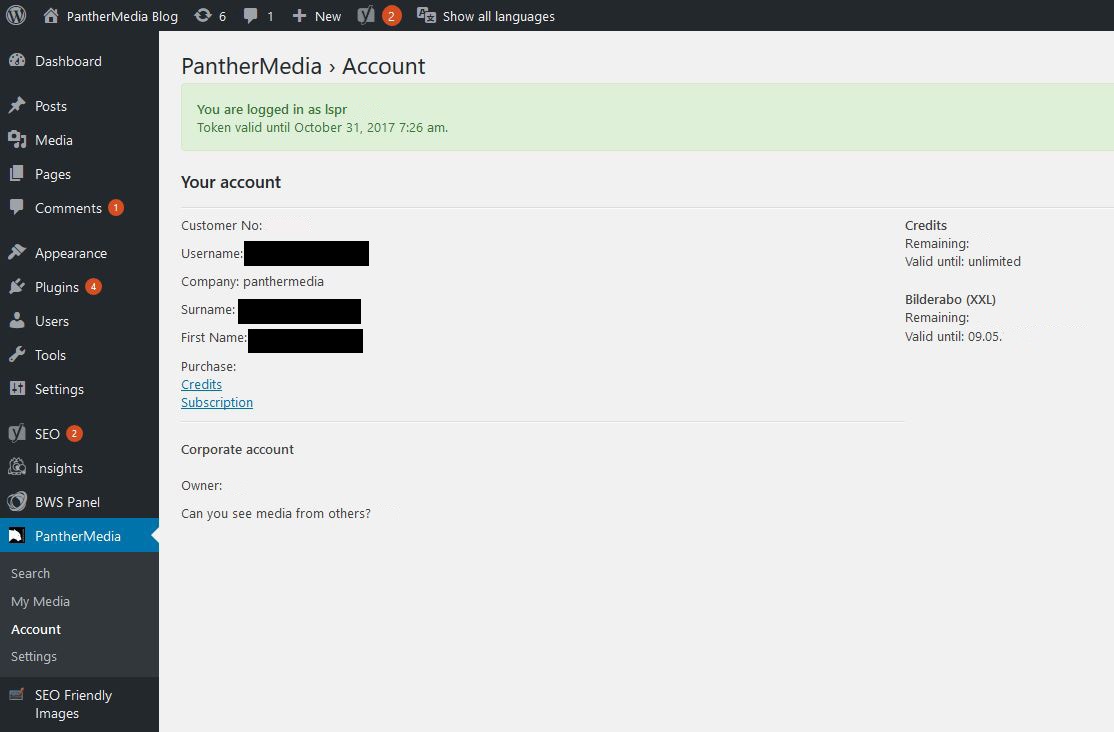 PantherMedia Blog 6 1 New 2 Show all languages
Dashboard
Posts
Media
Pages
Comments 1
Appearance
Plugins 4
Users
Tools
Settings
SEO 2
Insights
BWS Panel
PantherMedia
Search
My Media
Account
Settings
SEO Friendly
Images
PantherMedia › Account
You are logged in as lspr
Token valid until October 31, 2017 7:26 am.
Your account
Customer No:
Username:
Company: panthermedia
Surname:
First Name:
Purchase:
Credits
Subscription
Credits
Remaining:
Valid until: unlimited
Bilderabo (XXL)
Remaining:
Valid until: 09.05.
Corporate account
Owner:
Can you see media from others?